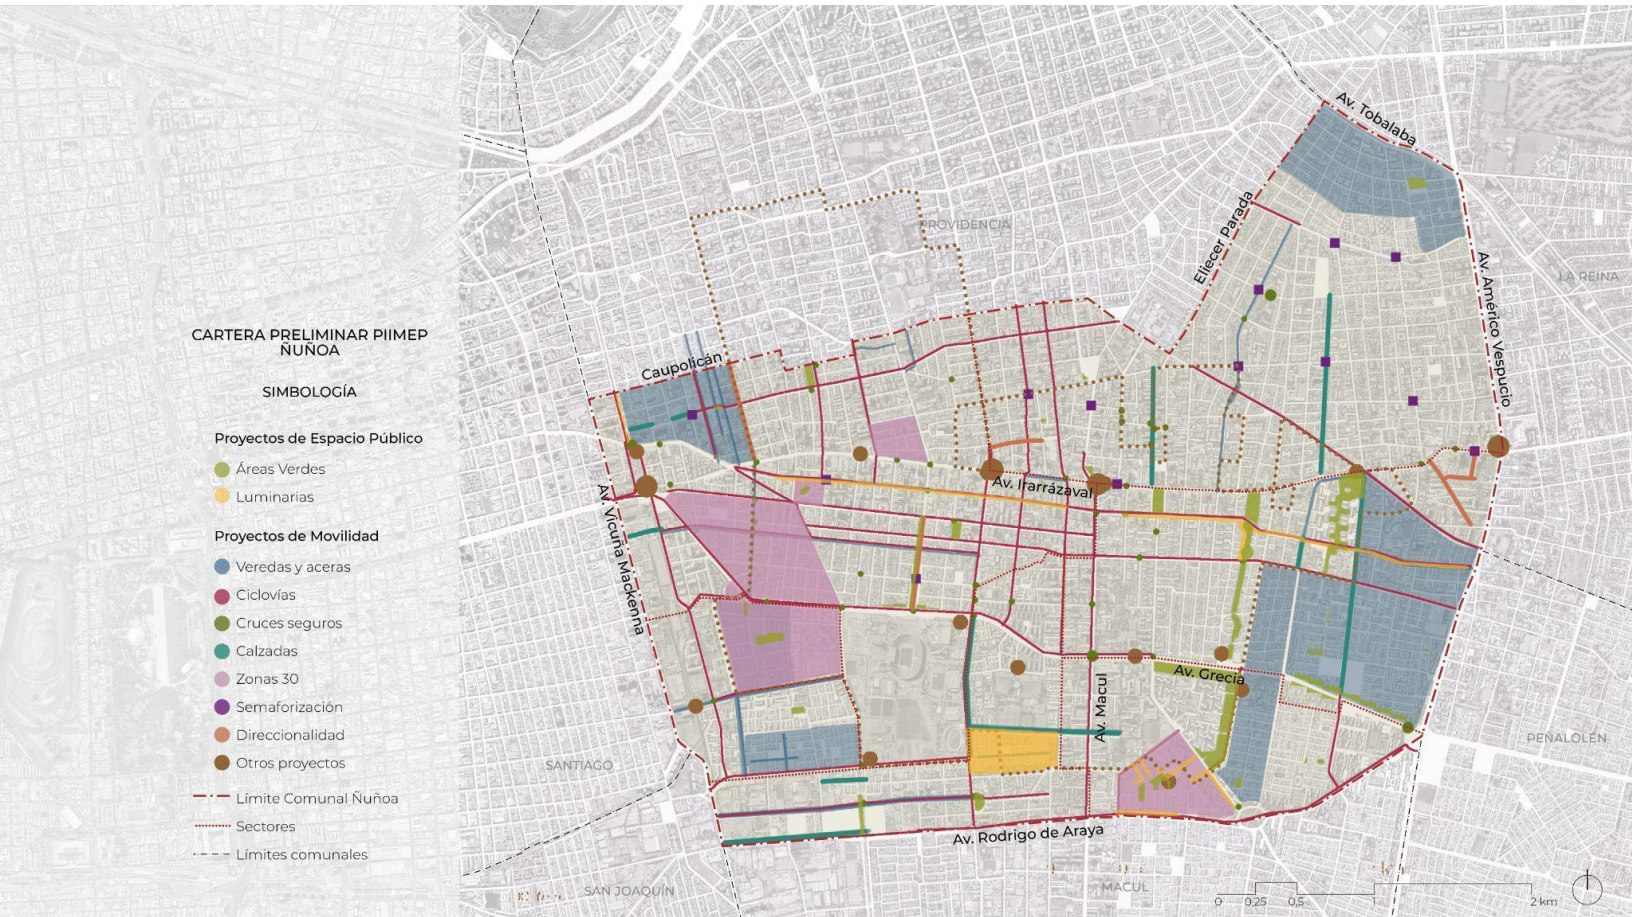 CARTERA PRELIMINAR PIIMEP
ÑUÑOA
SIMBOLOGÍA
Proyectos de Espacio Público
Áreas Verdes
Luminarias
Proyectos de Movilidad
Veredas y aceras
Ciclovías
Cruces seguros
Calzadas
Zonas 30
Semaforización
Direccionalidad
Otros proyectos
Límite Comunal Ñuñoa
Sectores
Límites comunales
Av. Tobalaba
PROVIDENCIA
Eliecer Parada
LA REINA
Av. Américo Vespucio
Caupolicán
Av. Irarrázaval
Av. Vicuña Mackenna
Av. Grecia
Av. Macul
PEÑALOLÉN
SANTIAGO
Av. Rodrigo de Araya
SAN JOAQUÍN
MACUL
0 0,25 0,5 1 2 km